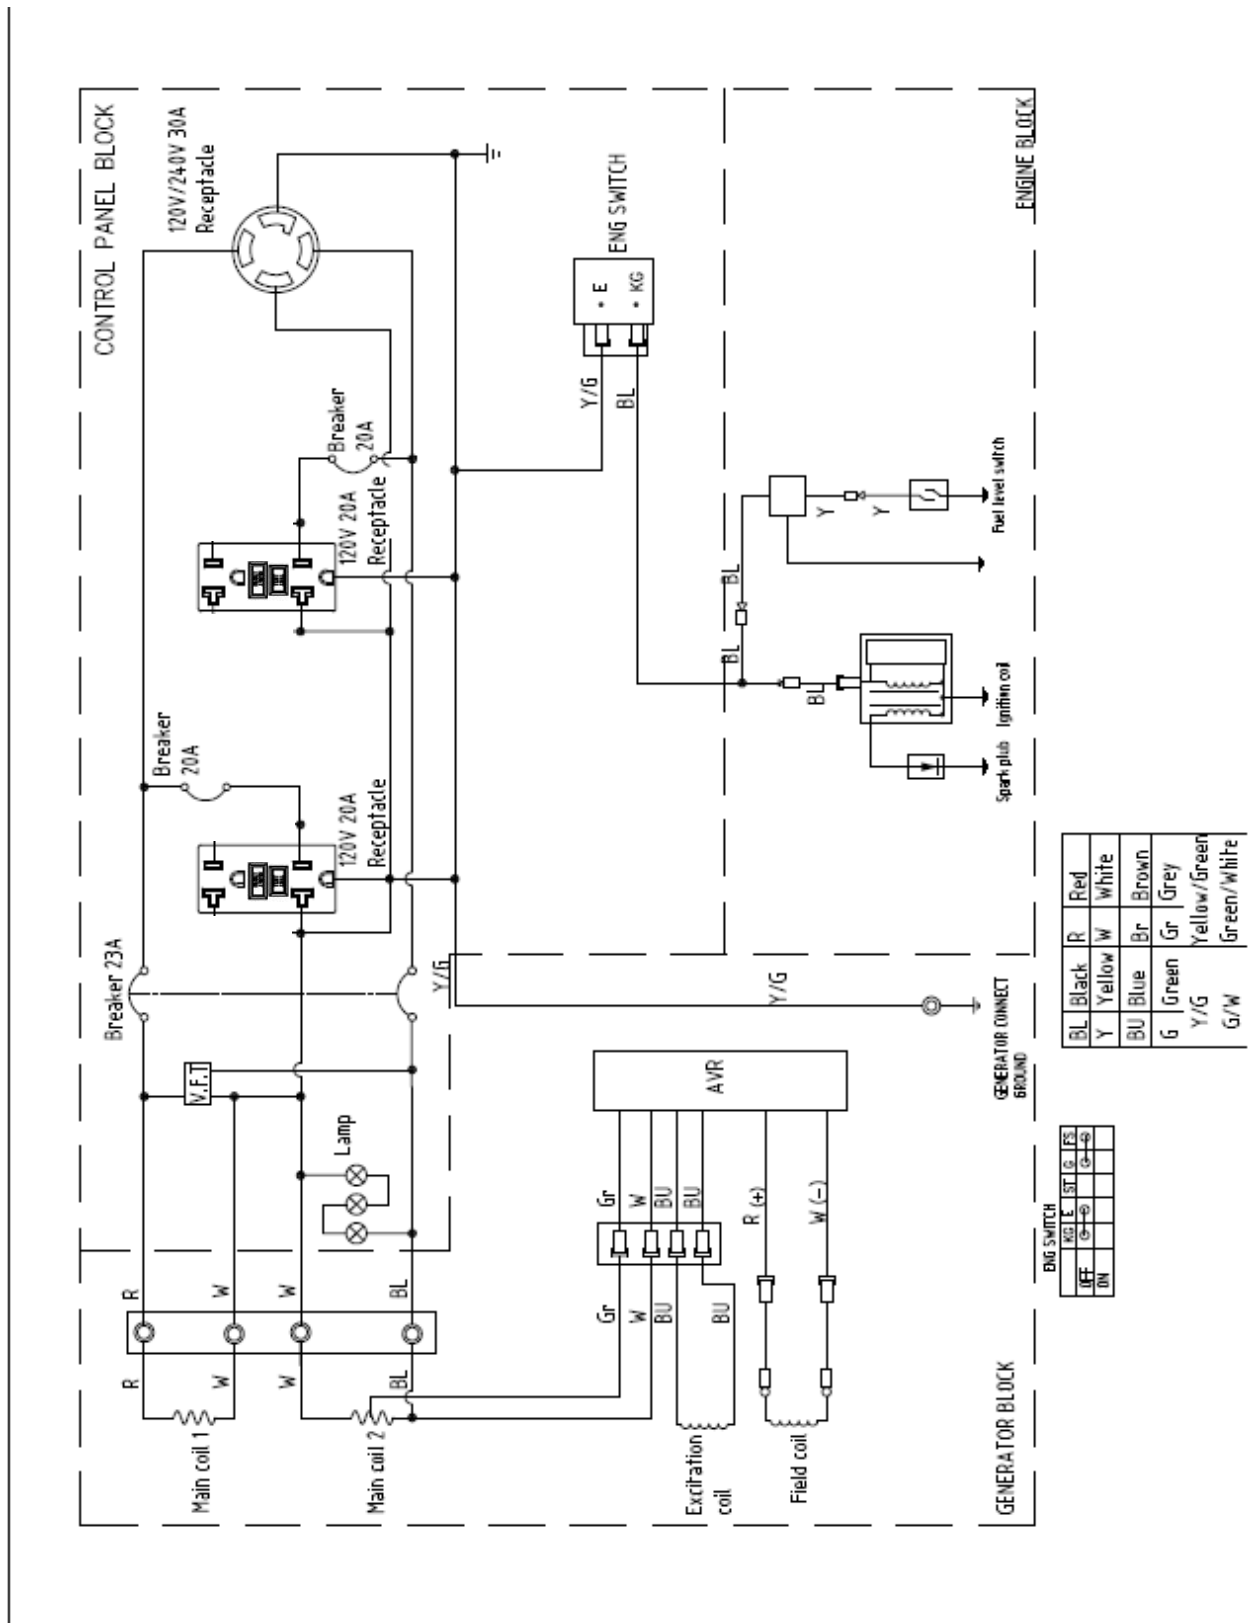 CONTROL PANEL BLOCK
120V/240V 30A
Receptacle
Breaker
20A
120V 20A
Receptacle
Breaker
20A
120V 20A
Receptacle
Breaker 23A
V.F.T
Lamp
Y/G
ENG SWITCH
E
KG
Y/G
BL
ENGINE BLOCK
Fuel level switch
Y
Y
BL
BL
BL
Ignition coil
Spark plub
Y/G
GENERATOR CONNECT
GROUND
AVR
Gr
W
BU
BU
R (+)
W (-)
R
W
W
BL
R
W
W
BL
Gr
W
BU
BU
Main coil 1
Main coil 2
Excitation
coil
Field coil
GENERATOR BLOCK
ENG SWITCH
KG E ST G FS
OFF
ON
BL Black R Red
Y Yellow W White
BU Blue Br Brown
G Green Gr Grey
Y/G Yellow/Green
G/W Green/White